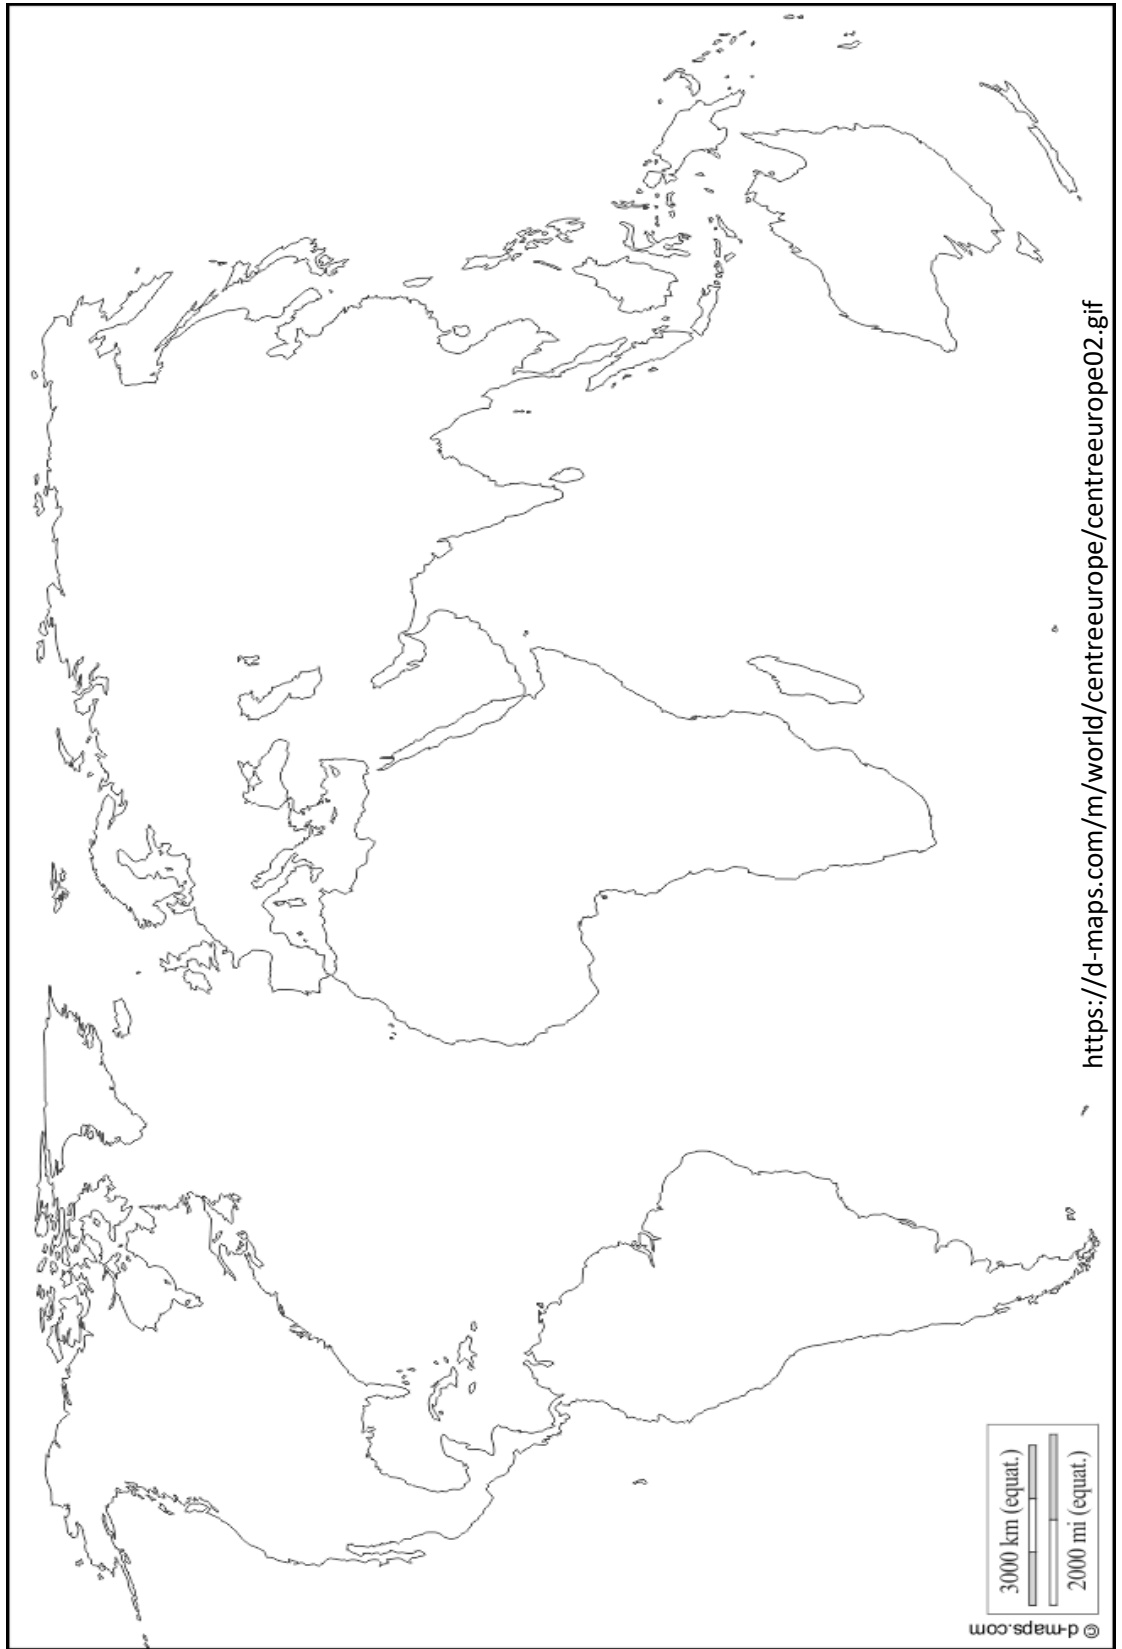 https://d-maps.com/m/world/centreeurope/centreeurope02.gif
3000 km (equat.)
2000 mi (equat.)
© d-maps.com